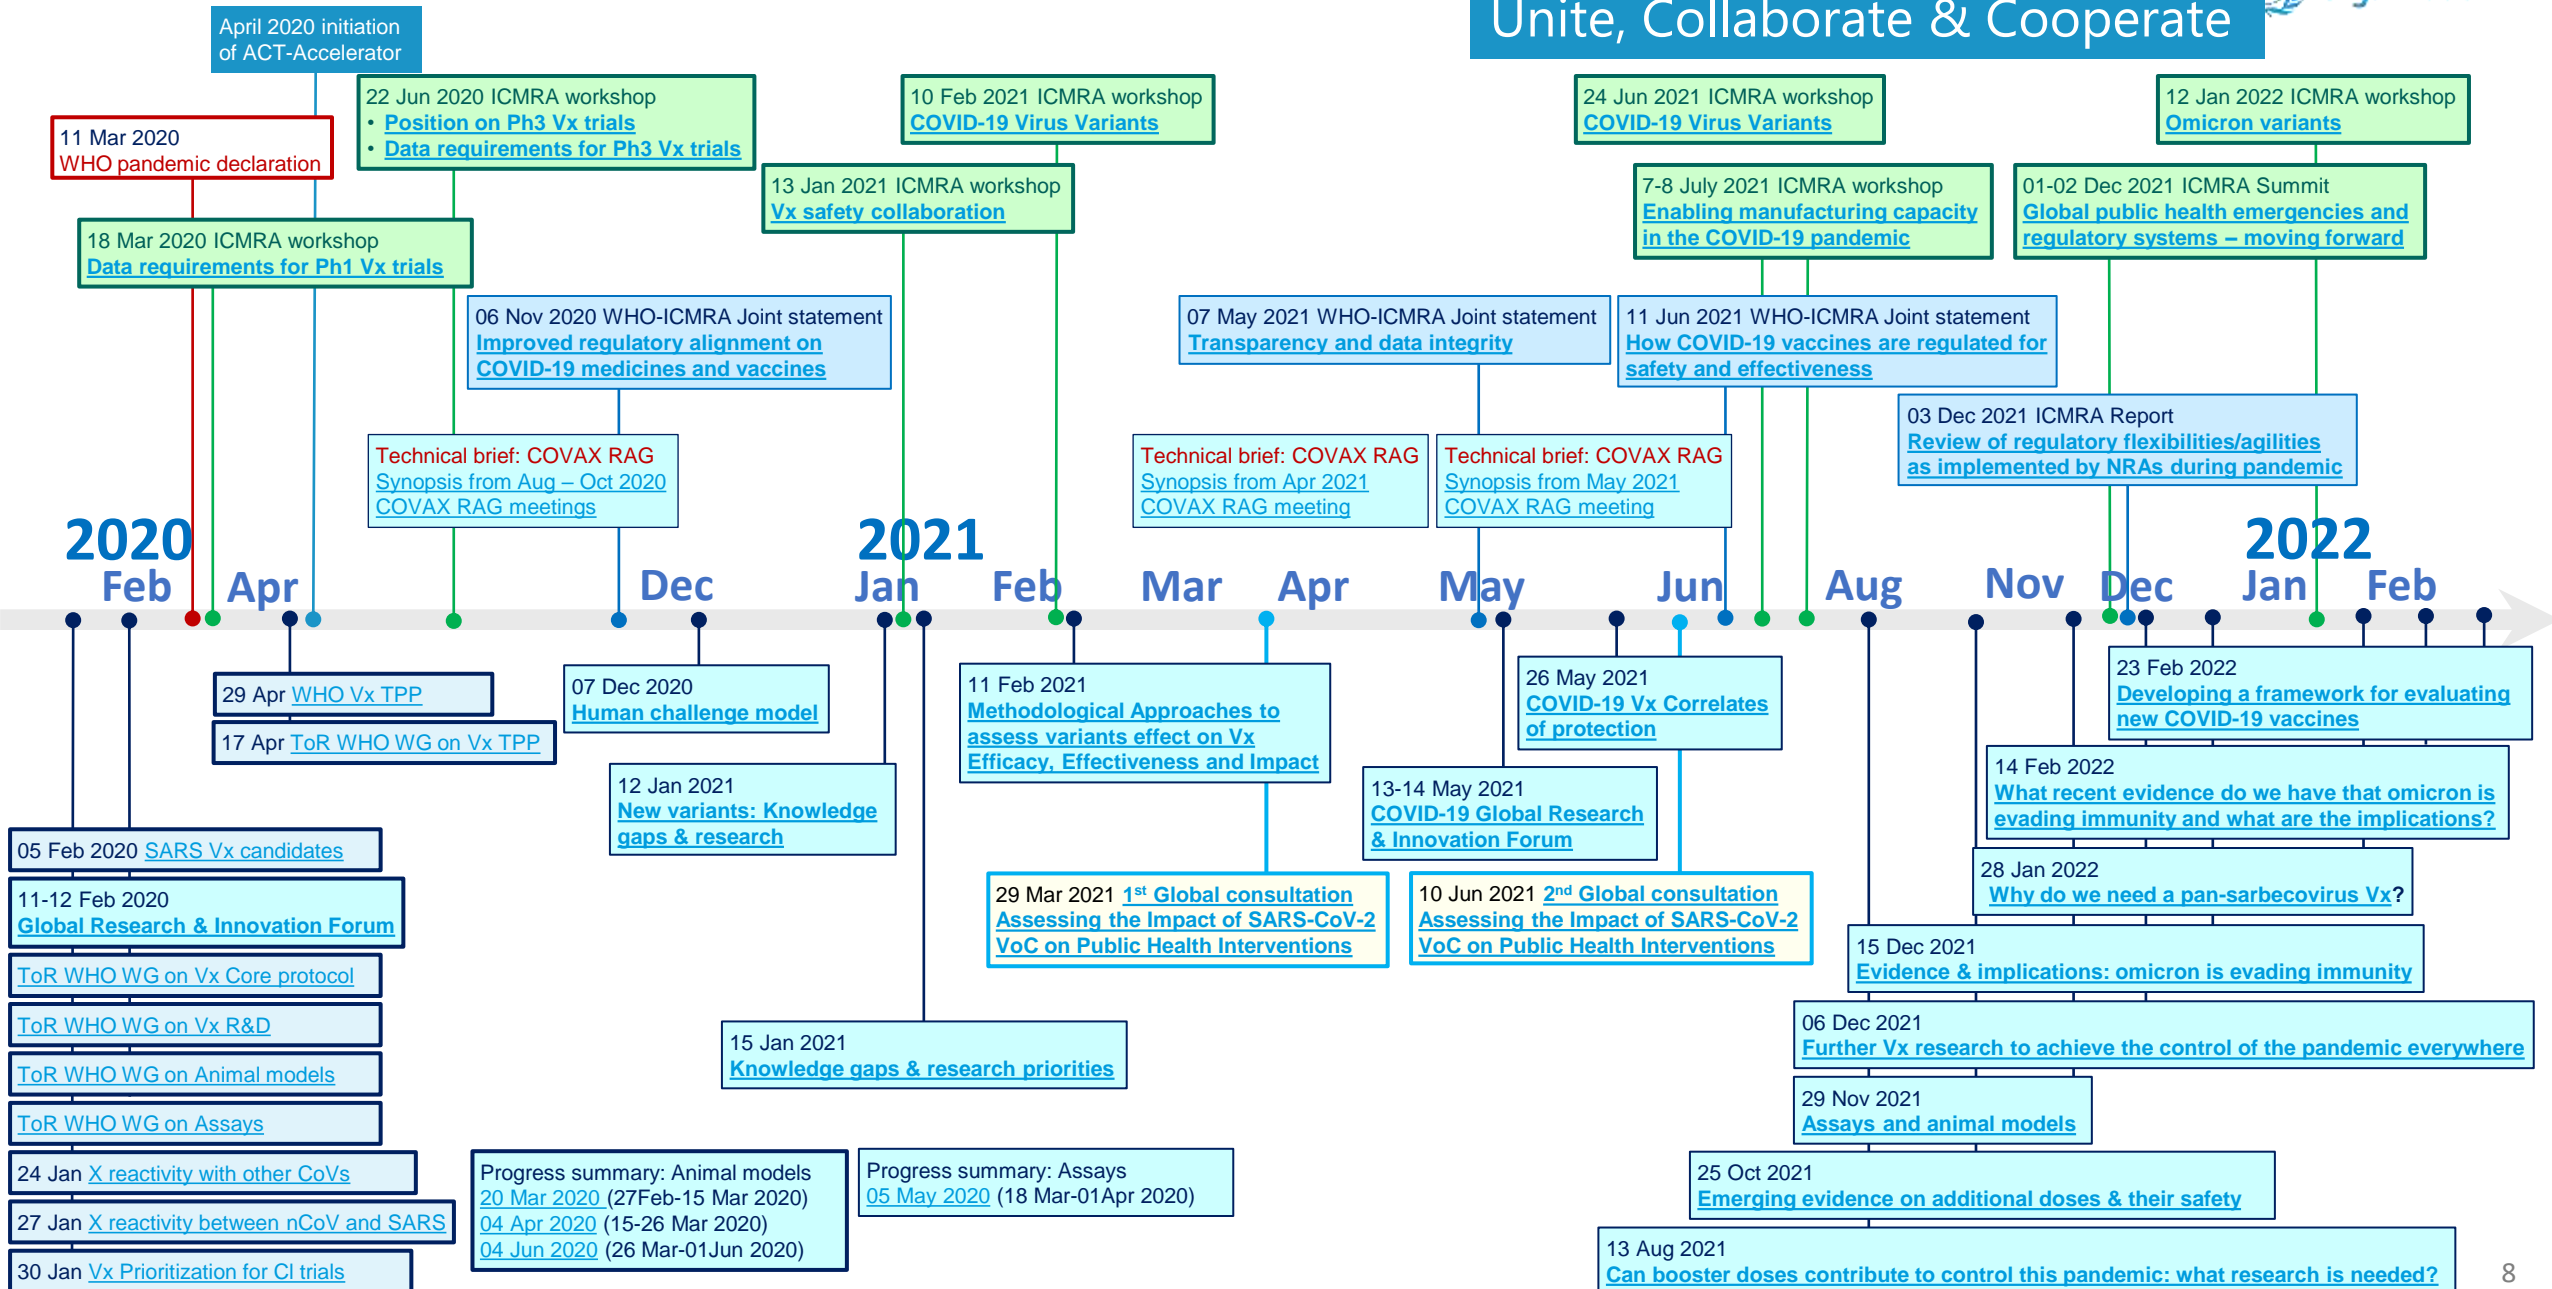 April 2020 initiation
of ACT-Accelerator
Unite, Collaborate & Cooperate
11 Mar 2020
WHO pandemic declaration
22 Jun 2020 ICMRA workshop
• Position on Ph3 Vx trials
• Data requirements for Ph3 Vx trials
10 Feb 2021 ICMRA workshop
COVID-19 Virus Variants
24 Jun 2021 ICMRA workshop
COVID-19 Virus Variants
12 Jan 2022 ICMRA workshop
Omicron variants
18 Mar 2020 ICMRA workshop
Data requirements for Ph1 Vx trials
13 Jan 2021 ICMRA workshop
Vx safety collaboration
7-8 July 2021 ICMRA workshop
Enabling manufacturing capacity
in the COVID-19 pandemic
01-02 Dec 2021 ICMRA Summit
Global public health emergencies and
regulatory systems – moving forward
06 Nov 2020 WHO-ICMRA Joint statement
Improved regulatory alignment on
COVID-19 medicines and vaccines
07 May 2021 WHO-ICMRA Joint statement
Transparency and data integrity
11 Jun 2021 WHO-ICMRA Joint statement
How COVID-19 vaccines are regulated for
safety and effectiveness
03 Dec 2021 ICMRA Report
Review of regulatory flexibilities/agilities
as implemented by NRAs during pandemic
Technical brief: COVAX RAG
Synopsis from Aug – Oct 2020
COVAX RAG meetings
Technical brief: COVAX RAG
Synopsis from Apr 2021
COVAX RAG meeting
Technical brief: COVAX RAG
Synopsis from May 2021
COVAX RAG meeting
2020
2021
2022
Feb
Apr
Dec
Jan
Feb
Mar
Apr
May
Jun
Aug
Nov
Dec
Jan
Feb
29 Apr WHO Vx TPP
17 Apr ToR WHO WG on Vx TPP
07 Dec 2020
Human challenge model
12 Jan 2021
New variants: Knowledge
gaps & research
11 Feb 2021
Methodological Approaches to
assess variants effect on Vx
Efficacy, Effectiveness and Impact
26 May 2021
COVID-19 Vx Correlates
of protection
13-14 May 2021
COVID-19 Global Research
& Innovation Forum
23 Feb 2022
Developing a framework for evaluating
new COVID-19 vaccines
14 Feb 2022
What recent evidence do we have that omicron is
evading immunity and what are the implications?
28 Jan 2022
Why do we need a pan-sarbecovirus Vx?
29 Mar 2021 1st Global consultation
Assessing the Impact of SARS-CoV-2
VoC on Public Health Interventions
10 Jun 2021 2nd Global consultation
Assessing the Impact of SARS-CoV-2
VoC on Public Health Interventions
15 Dec 2021
Evidence & implications: omicron is evading immunity
06 Dec 2021
Further Vx research to achieve the control of the pandemic everywhere
29 Nov 2021
Assays and animal models
25 Oct 2021
Emerging evidence on additional doses & their safety
13 Aug 2021
Can booster doses contribute to control this pandemic: what research is needed?
15 Jan 2021
Knowledge gaps & research priorities
05 Feb 2020 SARS Vx candidates
11-12 Feb 2020
Global Research & Innovation Forum
ToR WHO WG on Vx Core protocol
ToR WHO WG on Vx R&D
ToR WHO WG on Animal models
ToR WHO WG on Assays
24 Jan X reactivity with other CoVs
27 Jan X reactivity between nCoV and SARS
30 Jan Vx Prioritization for Cl trials
Progress summary: Animal models
20 Mar 2020 (27Feb-15 Mar 2020)
04 Apr 2020 (15-26 Mar 2020)
04 Jun 2020 (26 Mar-01Jun 2020)
Progress summary: Assays
05 May 2020 (18 Mar-01Apr 2020)
8